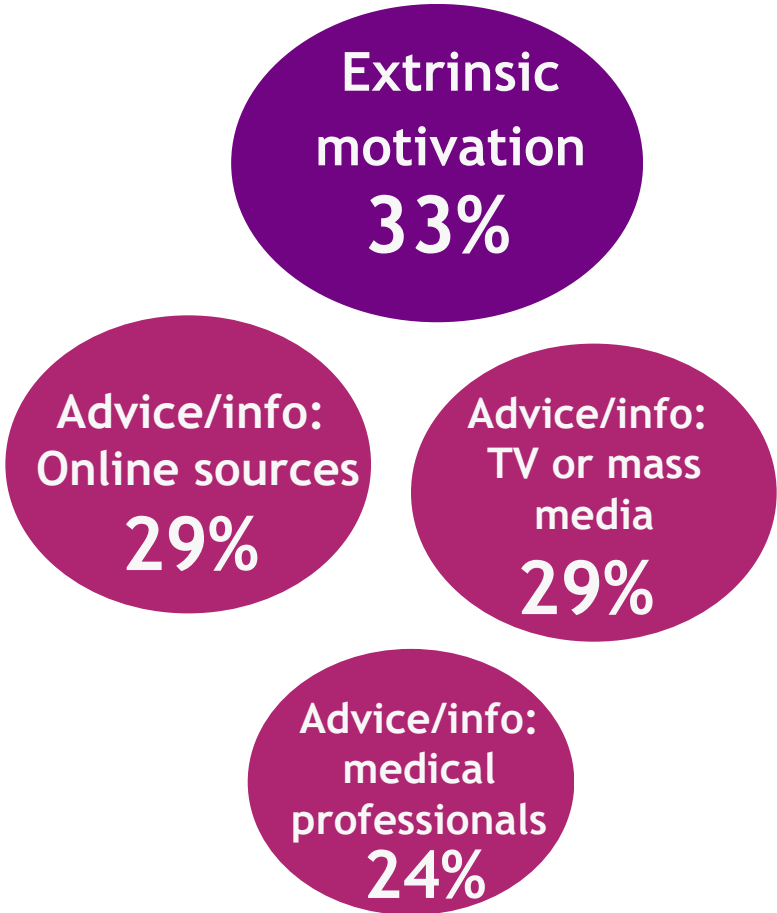 Extrinsic
motivation
33%
Advice/info:
Online sources
29%
Advice/info:
TV or mass
media
29%
Advice/info:
medical
professionals
24%